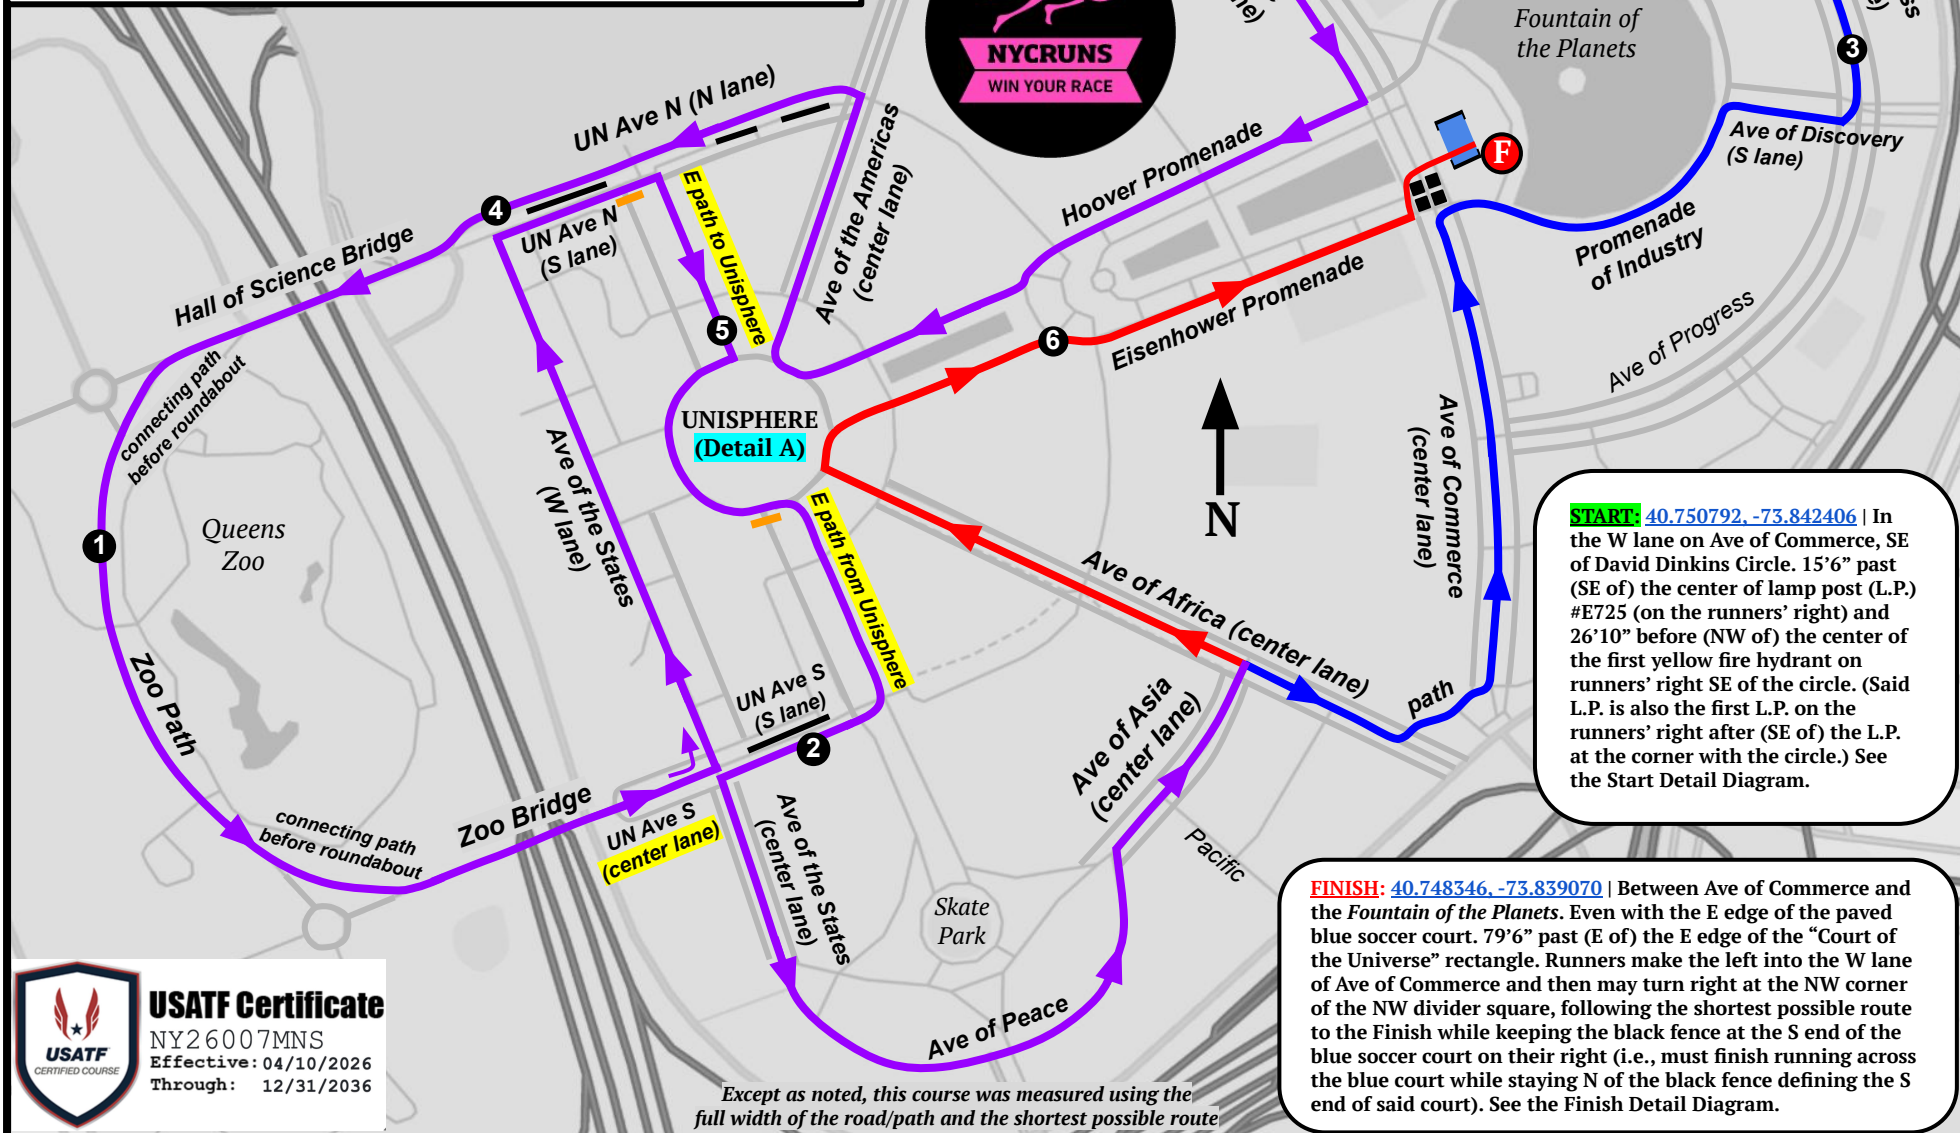 NYCRUNS
WIN YOUR RACE
ne)
Fountain of
the Planets
e)
ss
3
UN Ave N (N lane)
Ave of the Americas
(center lane)
Hoover Promenade
F
Ave of Discovery
(S lane)
Promenade
of Industry
4
UN Ave N
(S lane)
E path to Unisphere
Hall of Science Bridge
5
6
Eisenhower Promenade
Ave of Progress
connecting path
before roundabout
UNISPHERE
(Detail A)
N
Ave of Commerce
(center lane)
Ave of the States
(W lane)
Queens
Zoo
1
E path from Unisphere
Ave of Africa (center lane)
START: 40.750792, -73.842406 | In
the W lane on Ave of Commerce, SE
of David Dinkins Circle. 15’6” past
(SE of) the center of lamp post (L.P.)
#E725 (on the runners’ right) and
26’10” before (NW of) the center of
the first yellow fire hydrant on
runners’ right SE of the circle. (Said
L.P. is also the first L.P. on the
runners’ right after (SE of) the L.P.
at the corner with the circle.) See
the Start Detail Diagram.
Zoo Path
UN Ave S
(S lane)
2
path
Ave of Asia
(center lane)
Zoo Bridge
UN Ave S
(center lane)
Ave of the States
(center lane)
connecting path
before roundabout
Pacific
Skate
Park
Ave of Peace
FINISH: 40.748346, -73.839070 | Between Ave of Commerce and
the Fountain of the Planets. Even with the E edge of the paved
blue soccer court. 79’6” past (E of) the E edge of the “Court of
the Universe” rectangle. Runners make the left into the W lane
of Ave of Commerce and then may turn right at the NW corner
of the NW divider square, following the shortest possible route
to the Finish while keeping the black fence at the S end of the
blue soccer court on their right (i.e., must finish running across
the blue court while staying N of the black fence defining the S
end of said court). See the Finish Detail Diagram.
USATF
CERTIFIED COURSE
USATF Certificate
NY26007MNS
Effective: 04/10/2026
Through: 12/31/2036
Except as noted, this course was measured using the
full width of the road/path and the shortest possible route